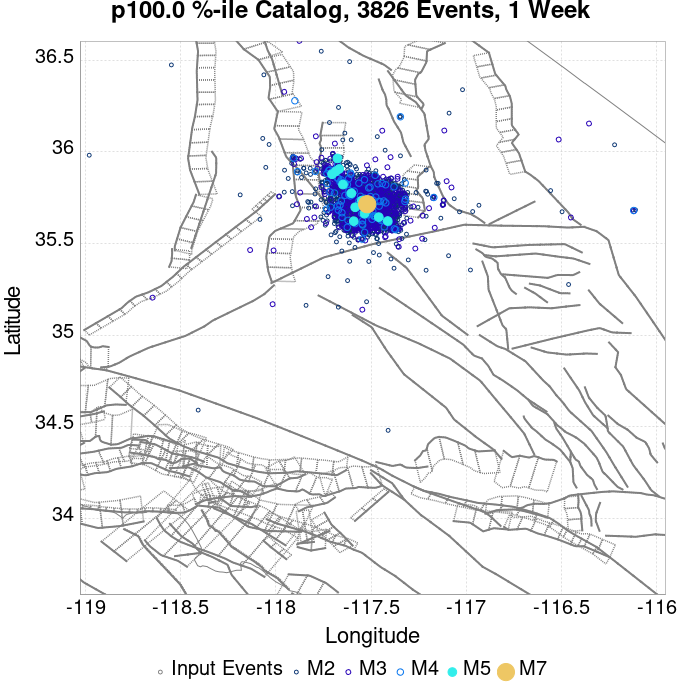 p100.0 %-ile Catalog, 3826 Events, 1 Week
36.5
36
35.5
35
34.5
34
Latitude
-119 -118.5 -118 -117.5 -117 -116.5 -116
Longitude
Input Events M2 M3 M4 M5 M7